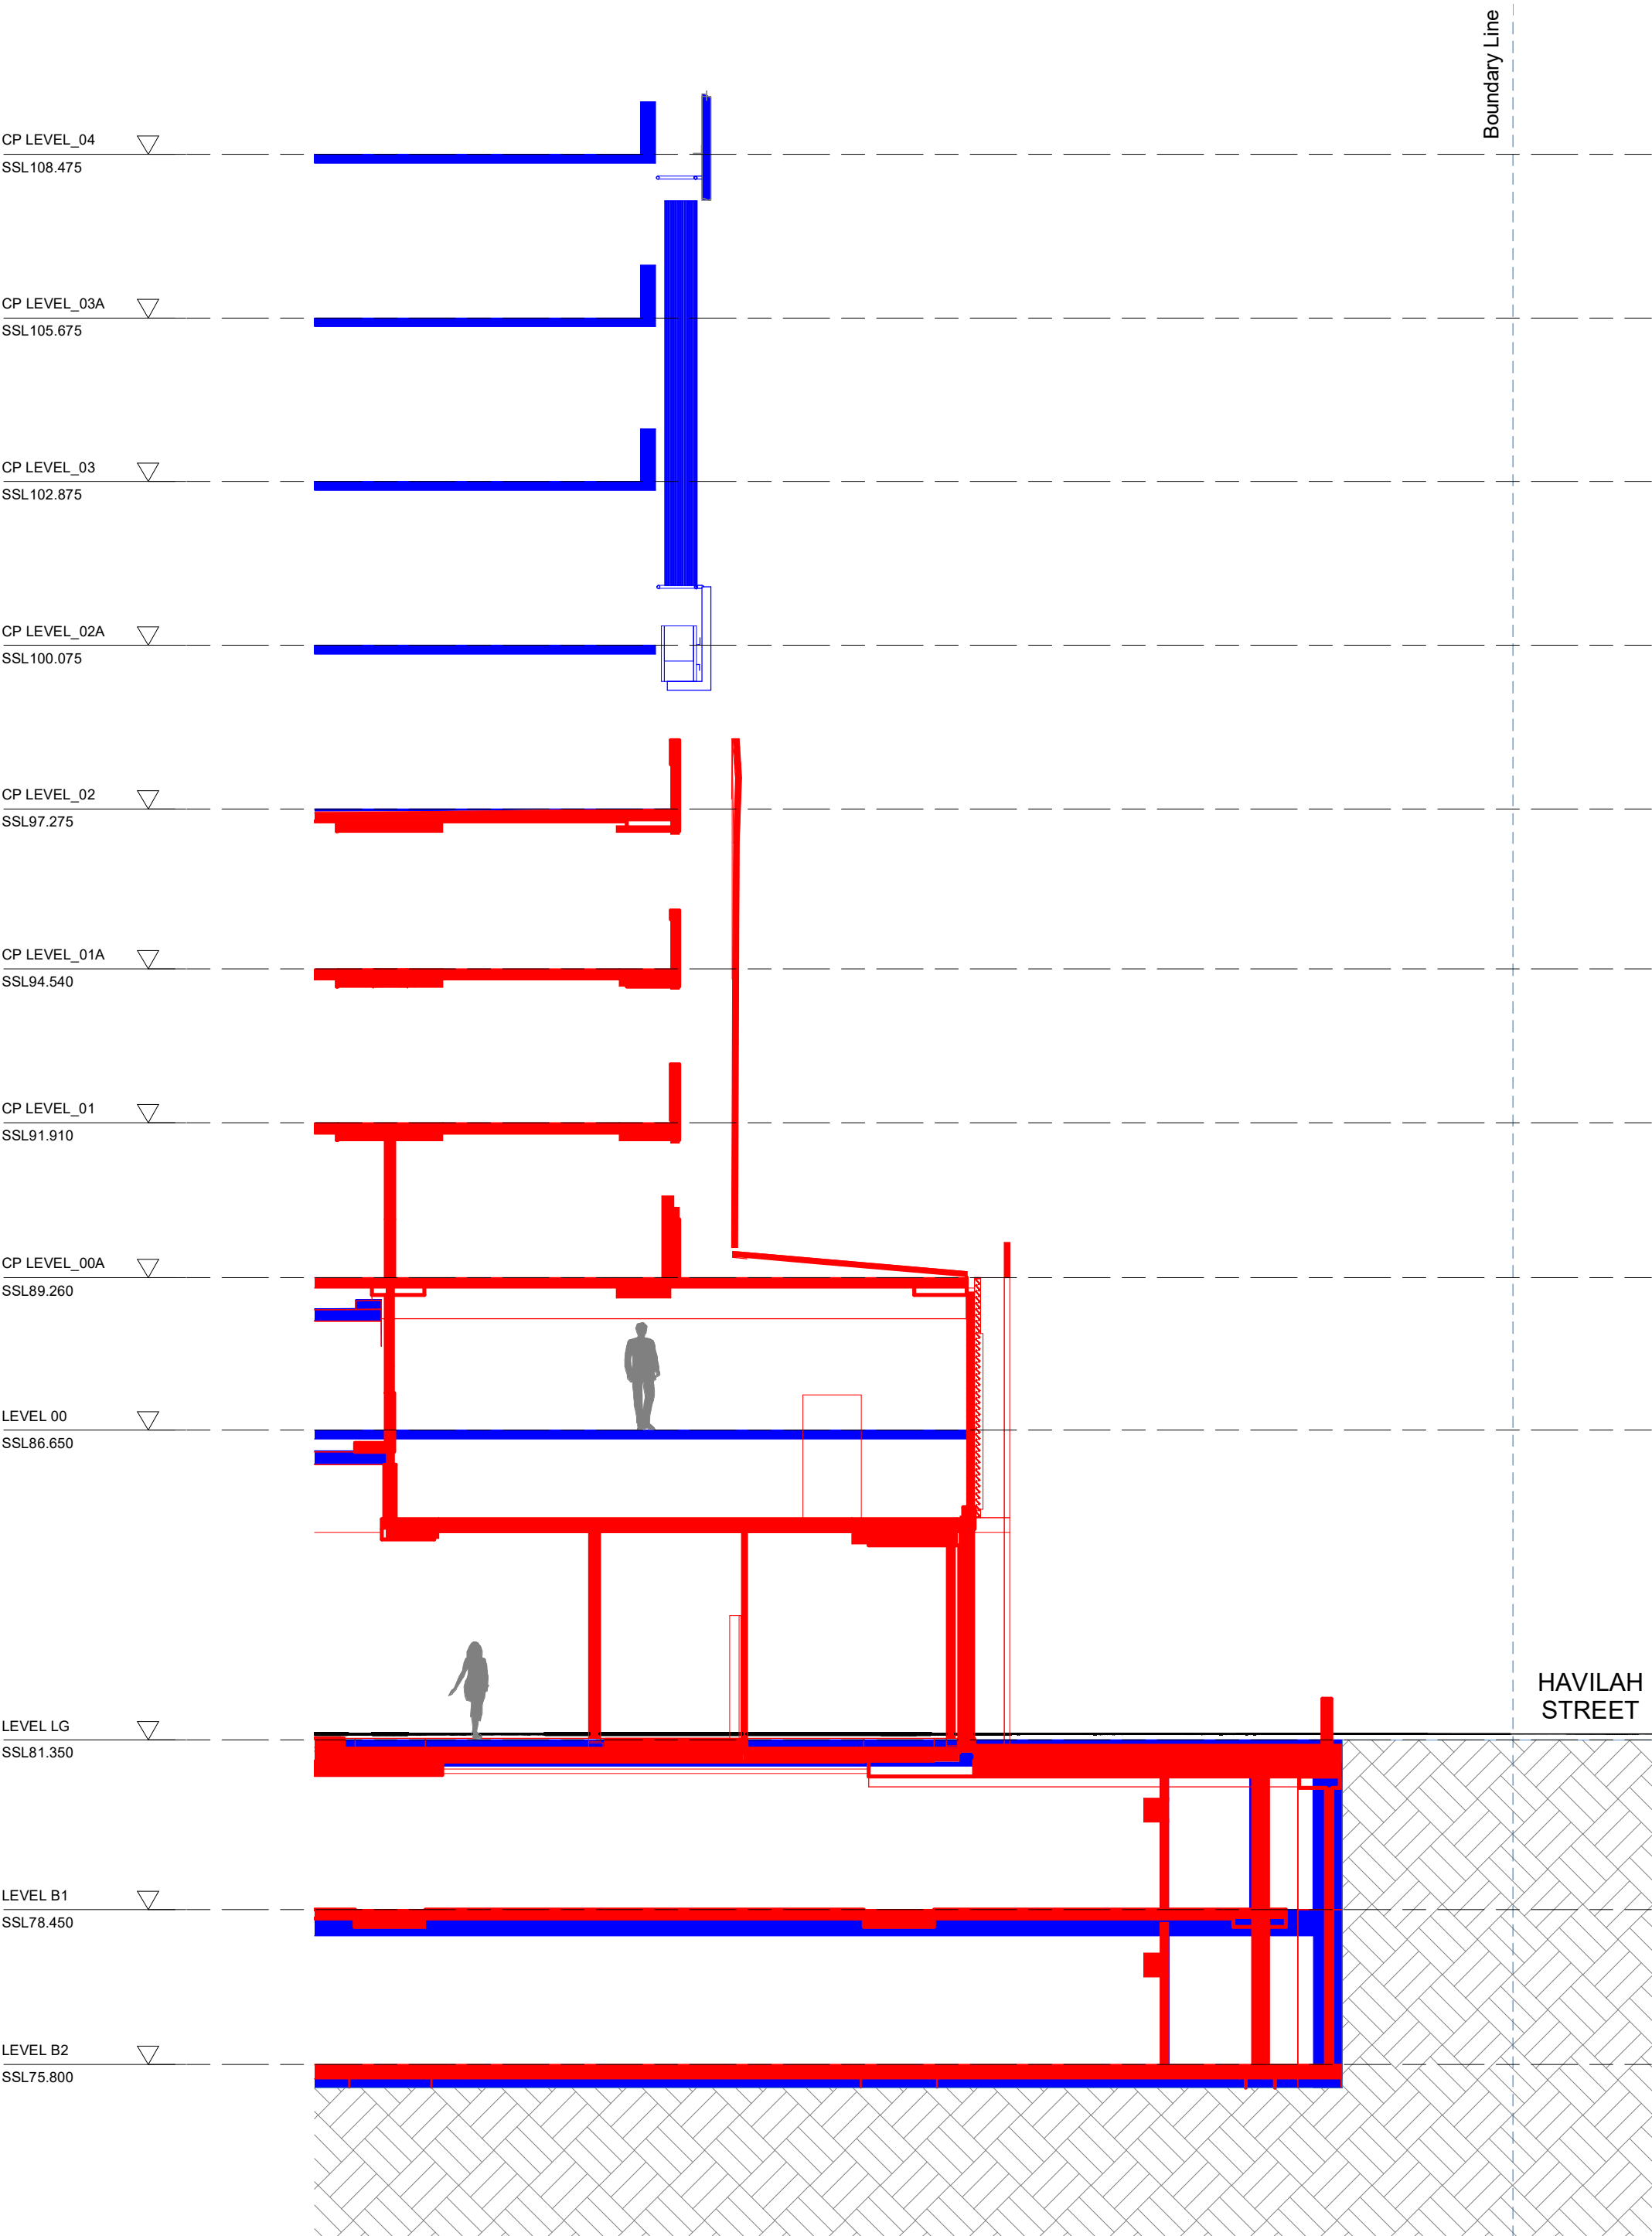 Boundary Line
CP LEVEL_04
SSL108.475
CP LEVEL_03A
SSL105.675
CP LEVEL_03
SSL102.875
CP LEVEL_02A
SSL100.075
CP LEVEL_02
SSL97.275
CP LEVEL_01A
SSL94.540
CP LEVEL_01
SSL91.910
CP LEVEL_00A
SSL89.260
LEVEL 00
SSL86.650
HAVILAH
STREET
LEVEL LG
SSL81.350
LEVEL B1
SSL78.450
LEVEL B2
SSL75.800